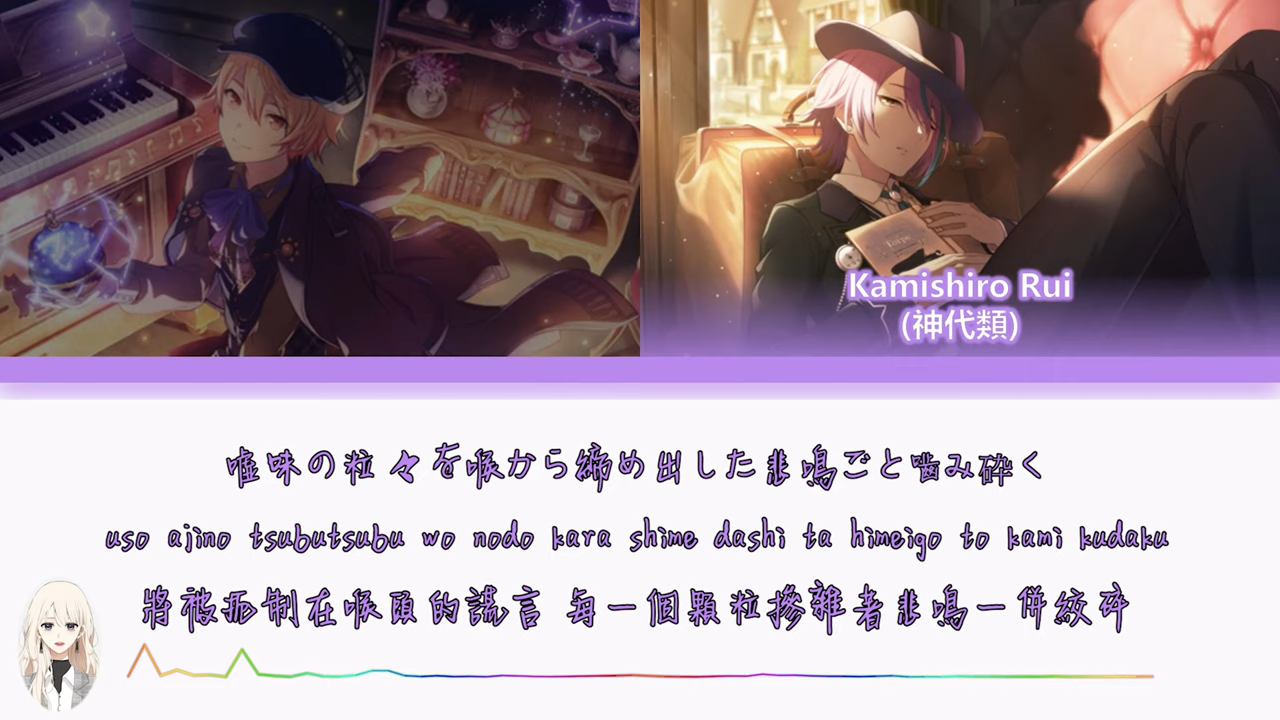 Kamishiro Rui
(神代類)
嘘味の粒々を喉から締め出した悲鳴ごと噛み砕く
uso ajino tsubutsubu wo nodo kara shime dashi ta himeigo to kami kudaku
將被扼制在喉頭的謊言 每一個顆粒摻雜著悲鳴一併絞碎